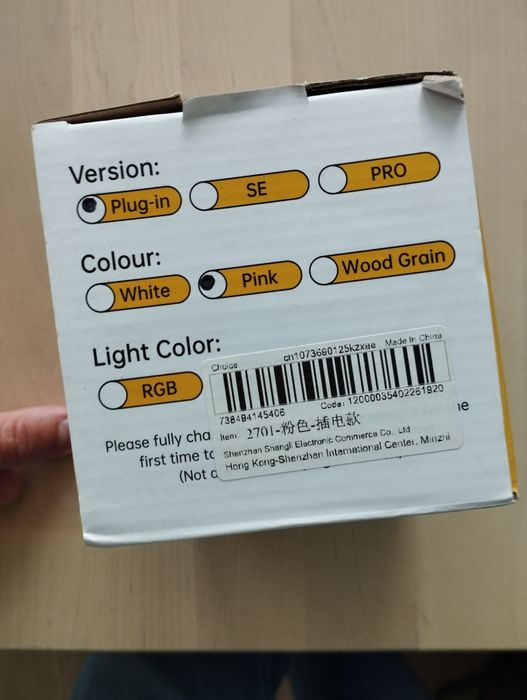 Version:
Plug-in SE PRO
Colour:
White Pink Wood Grain
Light Color:
RGB
Choice cn1073680125kzxae Made In China
738494145406 Code: 12000035402261920
Item: 2701-粉色-插电款
Shenzhen Shangli Electronic Commerce Co., Ltd
Hong Kong-Shenzhen International Center, Minzhi
Please fully cha
first time to
(Not